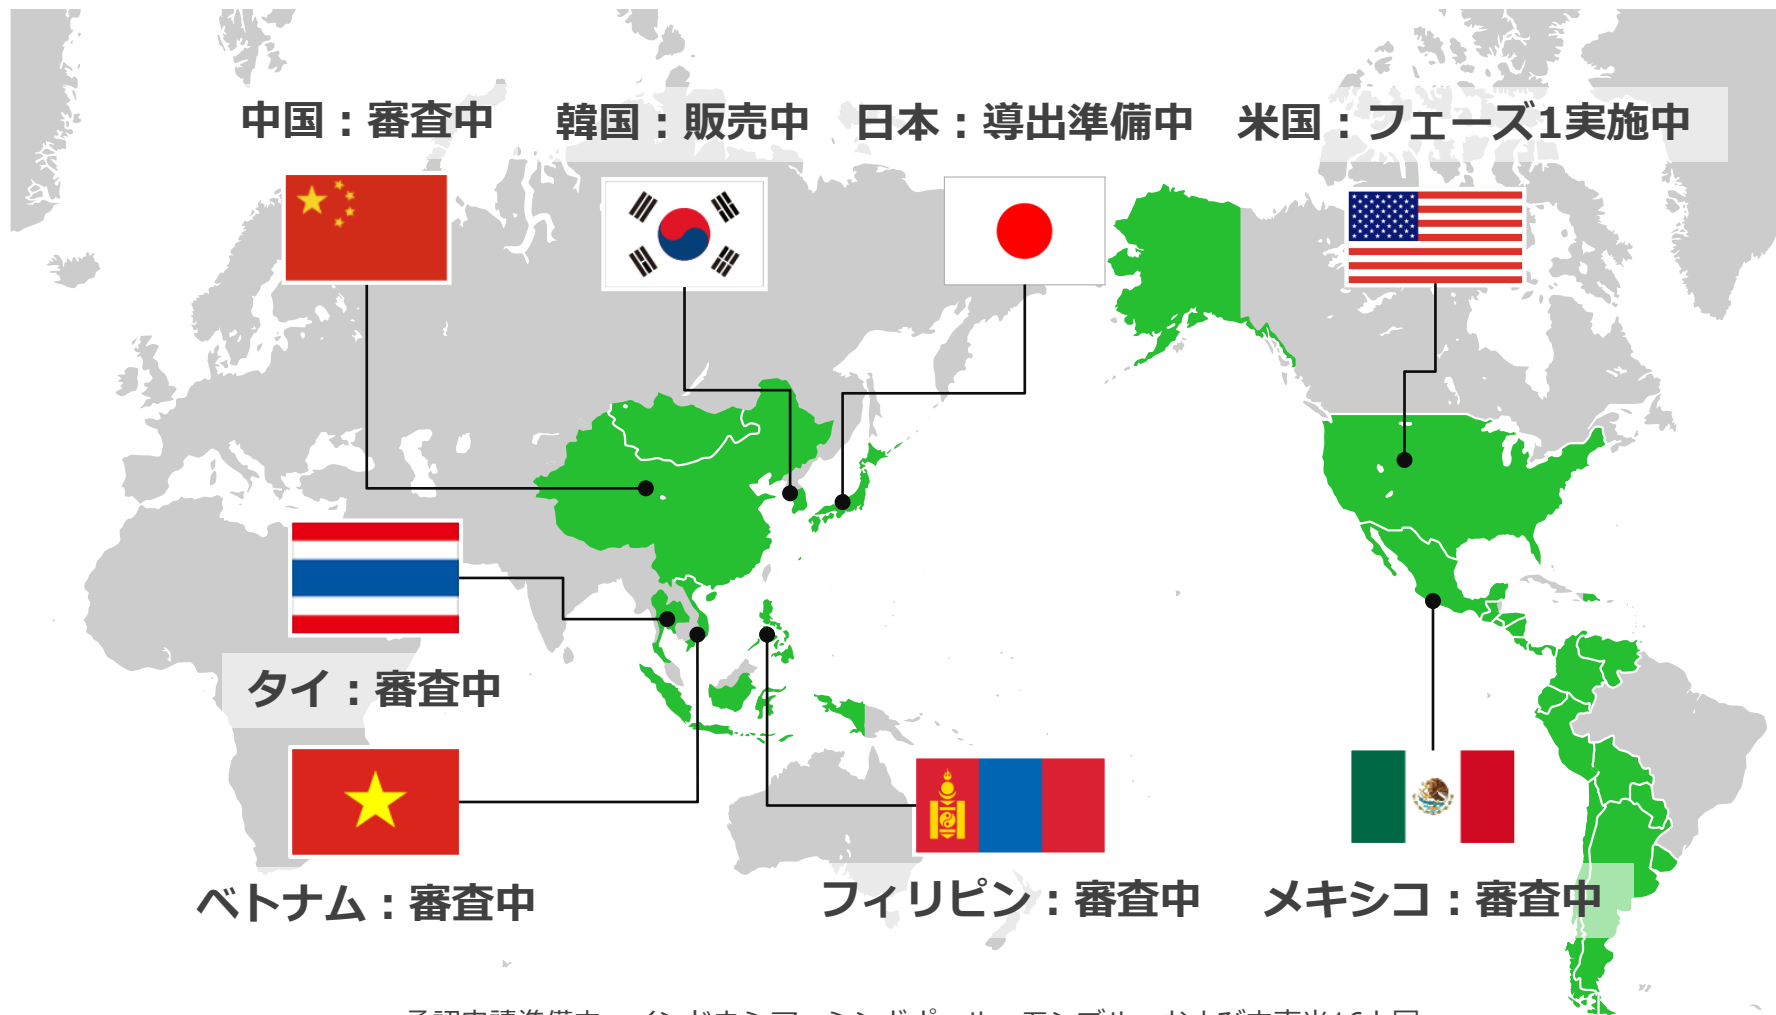 中国：審査中
韓国：販売中
日本：導出準備中
米国：フェーズ1実施中
タイ：審査中
ベトナム：審査中
フィリピン：審査中
メキシコ：審査中